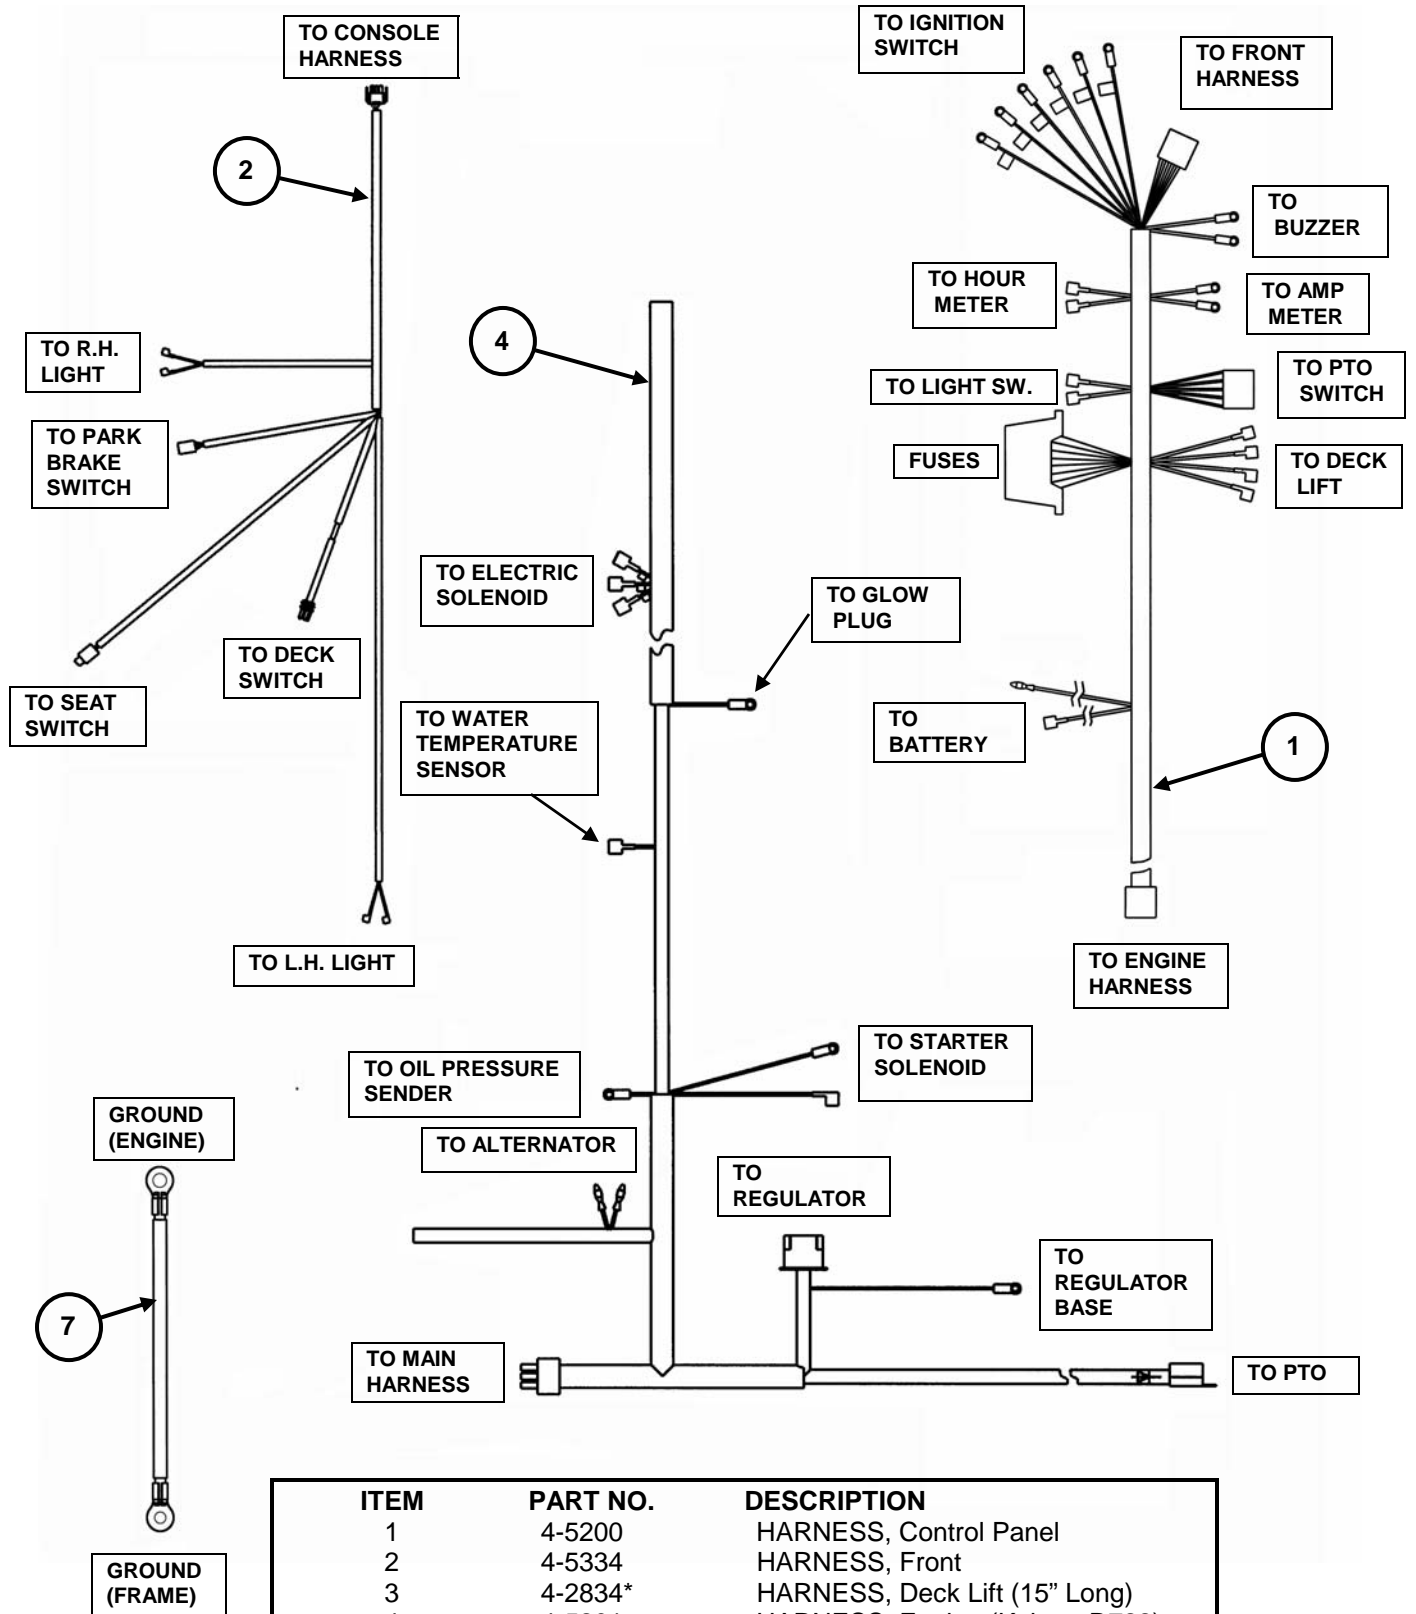 TO CONSOLE
HARNESS
TO IGNITION
SWITCH
TO FRONT
HARNESS
2
TO
BUZZER
TO HOUR
METER
TO AMP
METER
4
TO R.H.
LIGHT
TO LIGHT SW.
TO PTO
SWITCH
TO PARK
BRAKE
SWITCH
FUSES
TO DECK
LIFT
TO ELECTRIC
SOLENOID
TO GLOW
PLUG
TO DECK
SWITCH
TO SEAT
SWITCH
TO WATER
TEMPERATURE
SENSOR
TO
BATTERY
1
TO L.H. LIGHT
TO ENGINE
HARNESS
TO OIL PRESSURE
SENDER
TO STARTER
SOLENOID
GROUND
(ENGINE)
TO ALTERNATOR
TO
REGULATOR
TO
REGULATOR
BASE
7
TO MAIN
HARNESS
TO PTO
ITEM PART NO. DESCRIPTION
1 4-5200 HARNESS, Control Panel
2 4-5334 HARNESS, Front
3 4-2834* HARNESS, Deck Lift (15” Long)
GROUND
(FRAME)